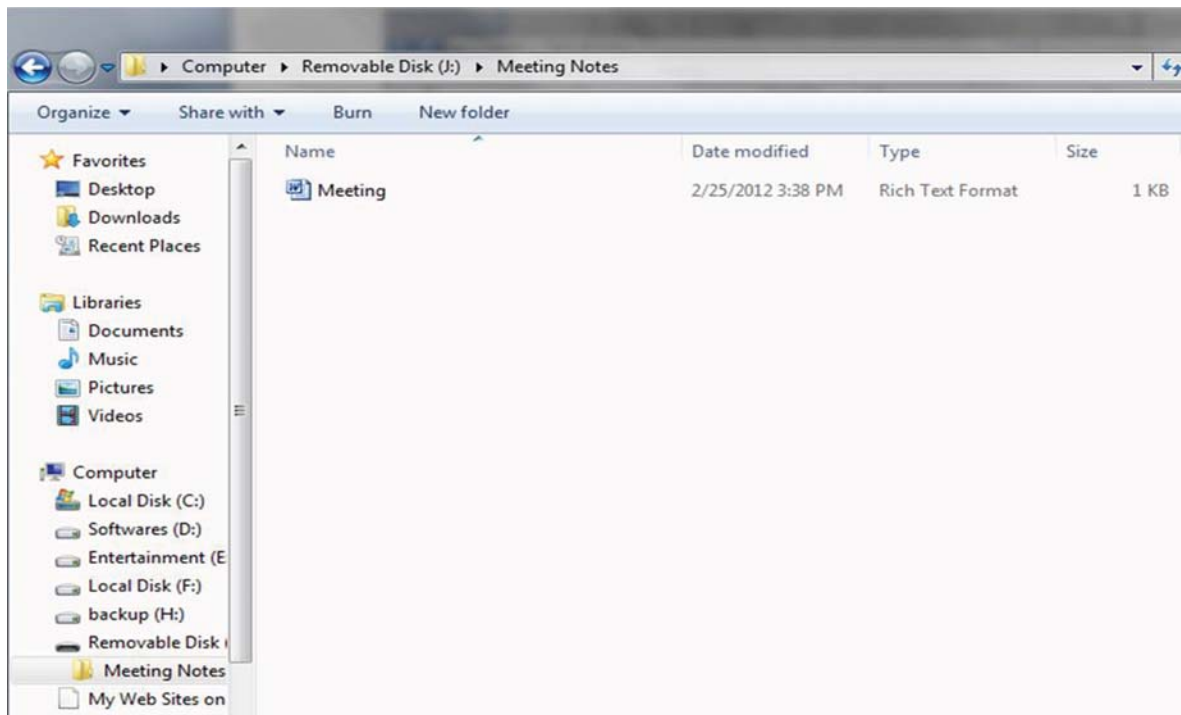 Computer ▸ Removable Disk (J:) ▸ Meeting Notes
Organize Share with Burn New folder
Favorites
Desktop
Downloads
Recent Places
Libraries
Documents
Music
Pictures
Videos
Computer
Local Disk (C:)
Softwares (D:)
Entertainment (E
Local Disk (F:)
backup (H:)
Removable Disk (
Meeting Notes
My Web Sites on
Name Date modified Type Size
Meeting 2/25/2012 3:38 PM Rich Text Format 1 KB